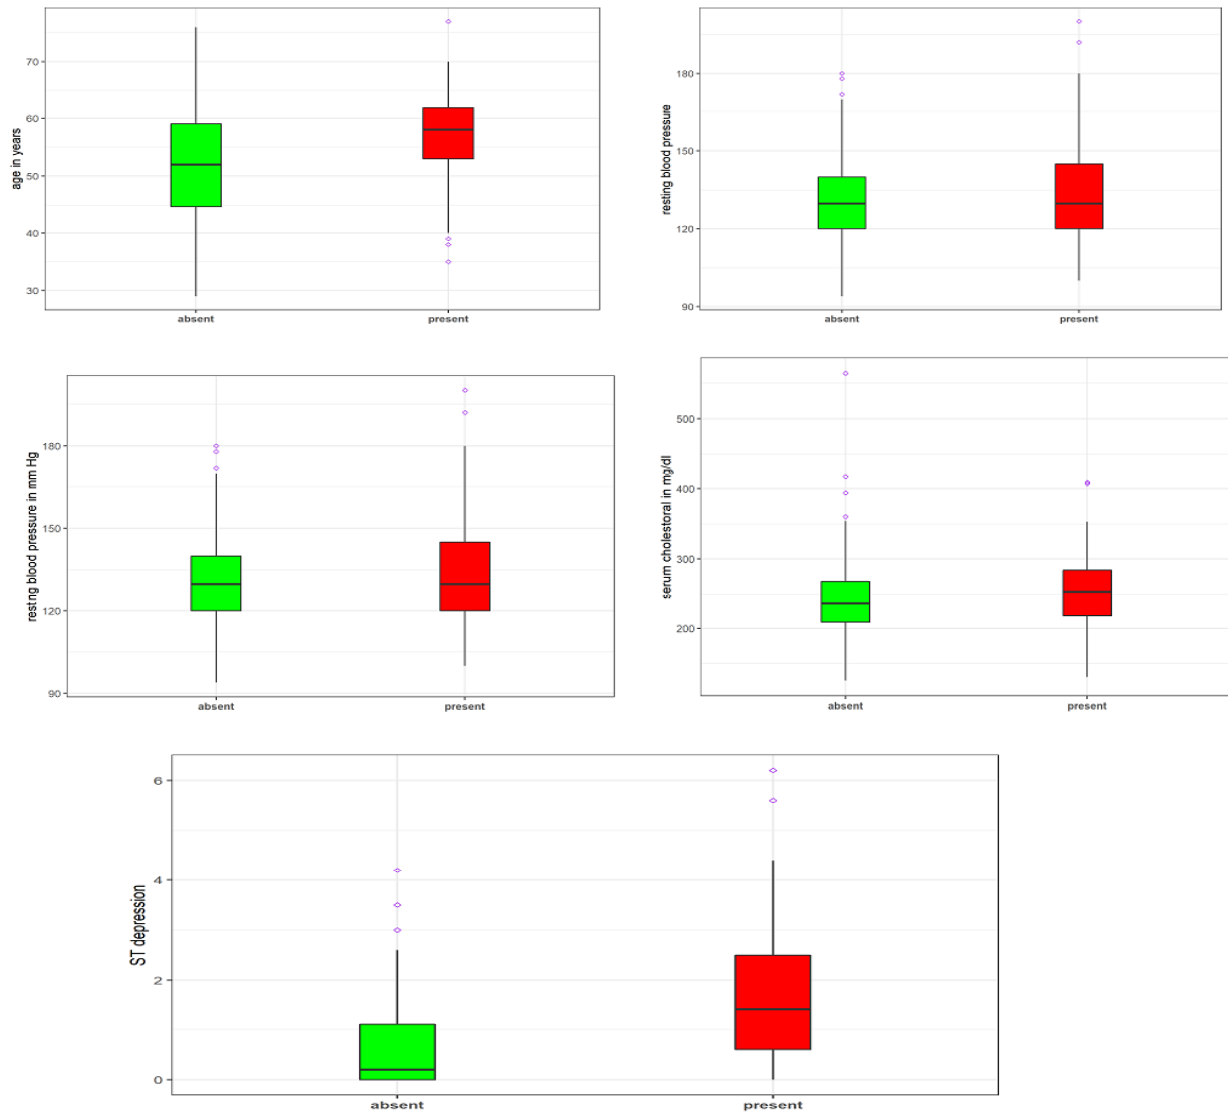 age in years
70
60
50
40
30
absent present
resting blood pressure
180
150
120
90
absent present
restng blood pressure in mm Hg
180
150
120
90
absent present
serum cholestoral in mg/dl
500
400
300
200
absent present
ST depression
6
4
2
0
absent present